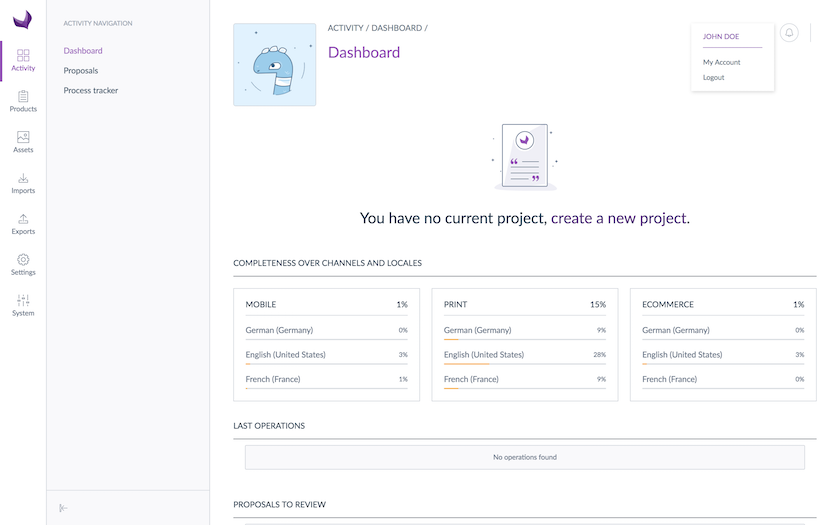 Activity
Products
Assets
Imports
Exports
Settings
System
ACTIVITY NAVIGATION
Dashboard
Proposals
Process tracker
ACTIVITY / DASHBOARD /
Dashboard
JOHN DOE
My Account
Logout
You have no current project, create a new project.
COMPLETENESS OVER CHANNELS AND LOCALES
MOBILE 1%
German (Germany) 0%
English (United States) 3%
French (France) 1%
PRINT 15%
German (Germany) 9%
English (United States) 28%
French (France) 9%
ECOMMERCE 1%
German (Germany) 0%
English (United States) 3%
French (France) 0%
LAST OPERATIONS
No operations found
PROPOSALS TO REVIEW